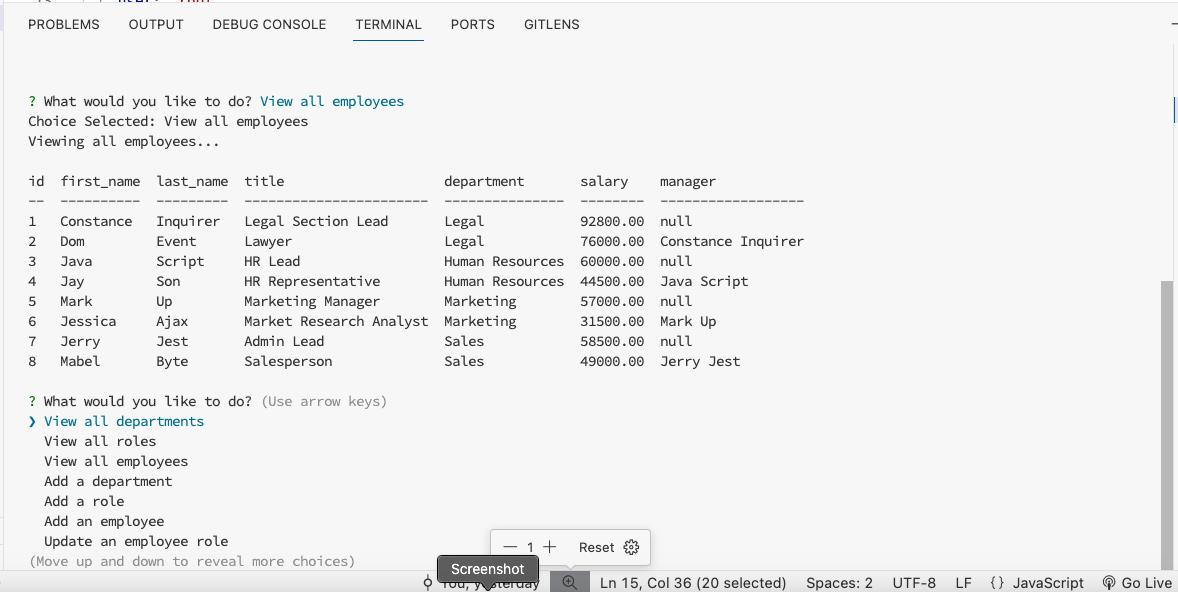 PROBLEMS OUTPUT DEBUG CONSOLE TERMINAL PORTS GITLENS
? What would you like to do? View all employees
Choice Selected: View all employees
Viewing all employees...
id first_name last_name title department salary manager
-- ---------- --------- ----------------------- --------------- -------- ------------------
1 Constance Inquirer Legal Section Lead Legal 92800.00 null
2 Dom Event Lawyer Legal 76000.00 Constance Inquirer
3 Java Script HR Lead Human Resources 60000.00 null
4 Jay Son HR Representative Human Resources 44500.00 Java Script
5 Mark Up Marketing Manager Marketing 57000.00 null
6 Jessica Ajax Market Research Analyst Marketing 31500.00 Mark Up
7 Jerry Jest Admin Lead Sales 58500.00 null
8 Mabel Byte Salesperson Sales 49000.00 Jerry Jest
? What would you like to do? (Use arrow keys)
❯ View all departments
View all roles
View all employees
Add a department
Add a role
Add an employee
Update an employee role
(Move up and down to reveal more choices)
— 1 + Reset
Screenshot
yesterday Ln 15, Col 36 (20 selected) Spaces: 2 UTF-8 LF {} JavaScript Go Live